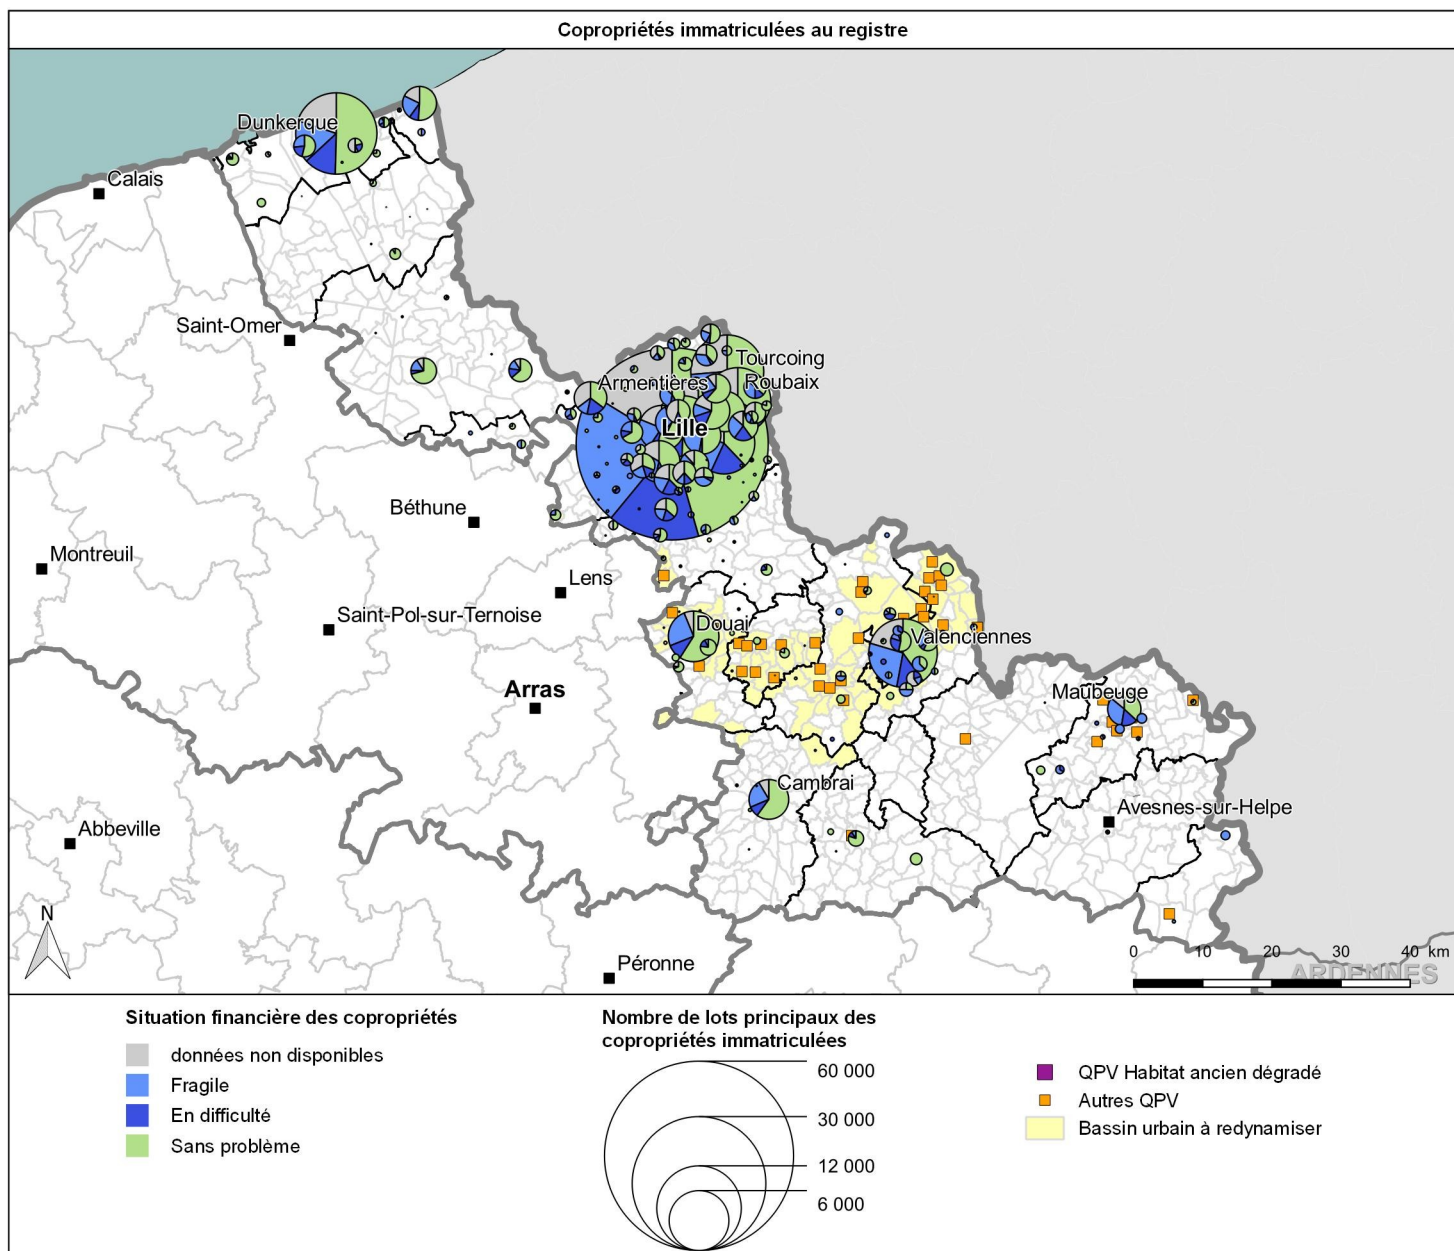 Copropriétés immatriculées au registre
Dunkerque
Calais
Saint-Omer
Tourcoing
Armentières
Roubaix
Lille
Béthune
Montreuil
Lens
Saint-Pol-sur-Ternoise
Douai
Valenciennes
Arras
Maubeuge
Cambrai
Avesnes-sur-Helpe
Abbeville
N
Péronne
0 10 20 30 40 km
ARDENNES
Situation financière des copropriétés
données non disponibles
Fragile
En difficulté
Sans problème
Nombre de lots principaux des
copropriétés immatriculées
60 000
30 000
12 000
6 000
QPV Habitat ancien dégradé
Autres QPV
Bassin urbain à redynamiser